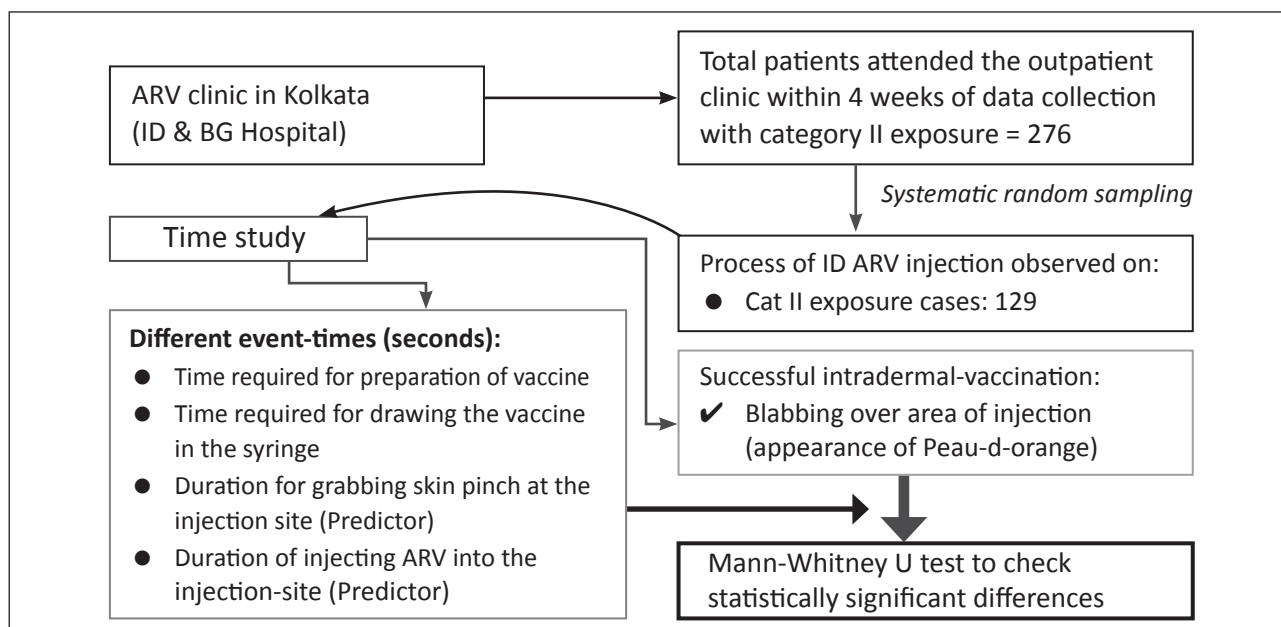 ARV clinic in Kolkata
(ID & BG Hospital)
Total patients attended the outpatient
clinic within 4 weeks of data collection
with category II exposure = 276
Systematic random sampling
Time study
Process of ID ARV injection observed on:
● Cat II exposure cases: 129
Different event-times (seconds):
● Time required for preparation of vaccine
● Time required for drawing the vaccine
in the syringe
● Duration for grabbing skin pinch at the
injection site (Predictor)
● Duration of injecting ARV into the
injection-site (Predictor)
Successful intradermal-vaccination:
✔ Blabbing over area of injection
(appearance of Peau-d-orange)
Mann-Whitney U test to check
statistically significant differences